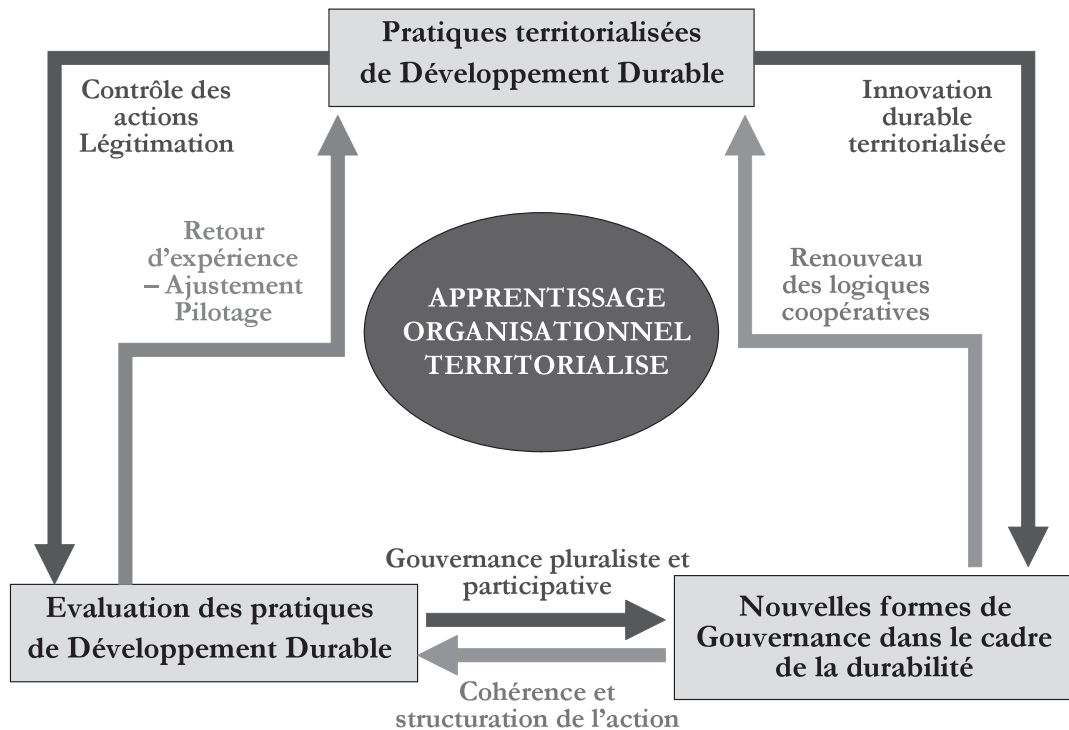 Pratiques territorialisées
de Développement Durable
Contrôle des
actions
Légitimation
Innovation
durable
territorialisée
Retour
d'expérience
– Ajustement
Pilotage
APPRENTISSAGE
ORGANISATIONNEL
TERRITORIALISE
Renouveau
des logiques
coopératives
Gouvernance pluraliste et
participative
Evaluation des pratiques
de Développement Durable
Nouvelles formes de
Gouvernance dans le cadre
de la durabilité
Cohérence et
structuration de l'action